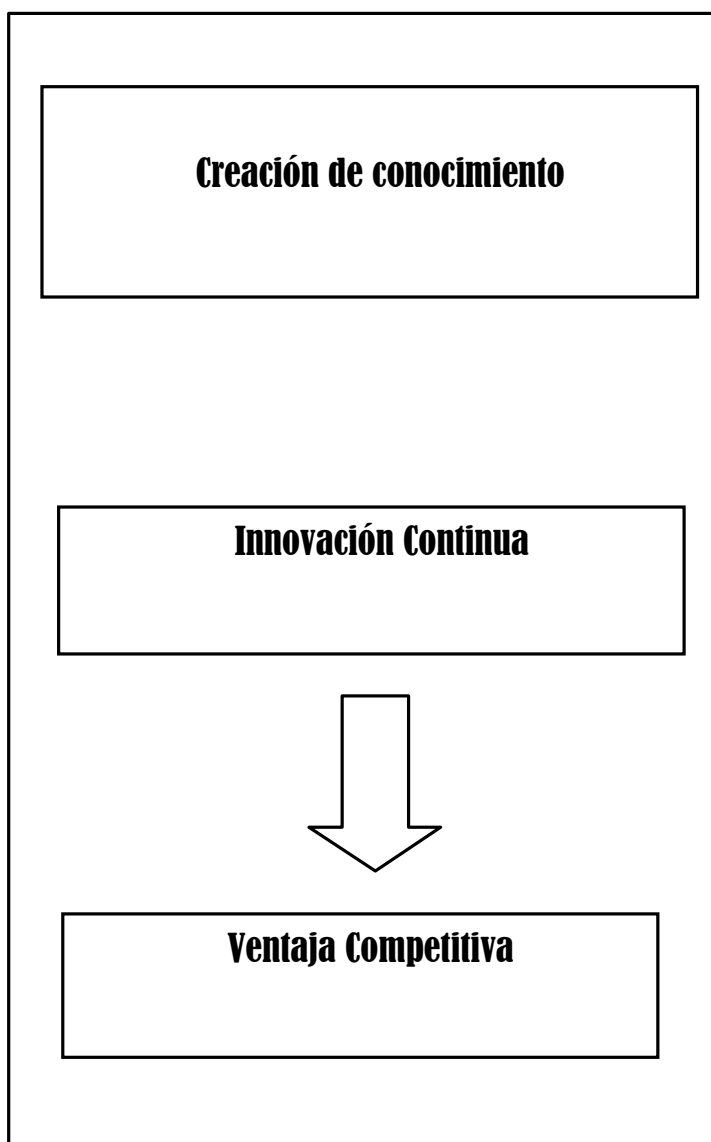 Creación de conocimiento
Innovación Continua
Ventaja Competitiva